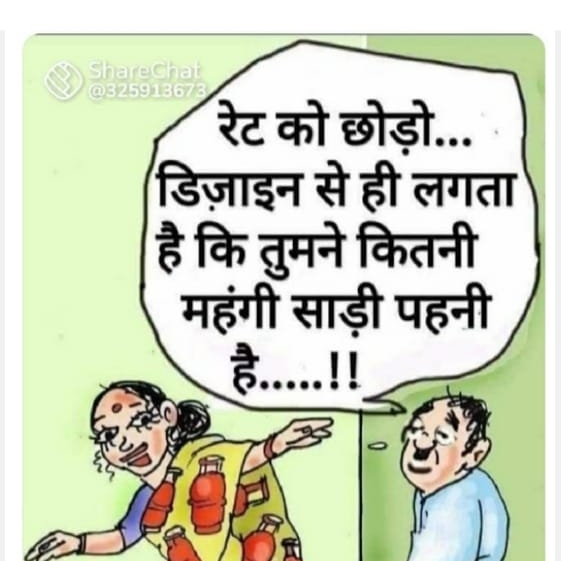 ShareChat
@325913673
रेट को छोड़ो...
डिज़ाइन से ही लगता
है कि तुमने कितनी
महंगी साड़ी पहनी
है.....!!